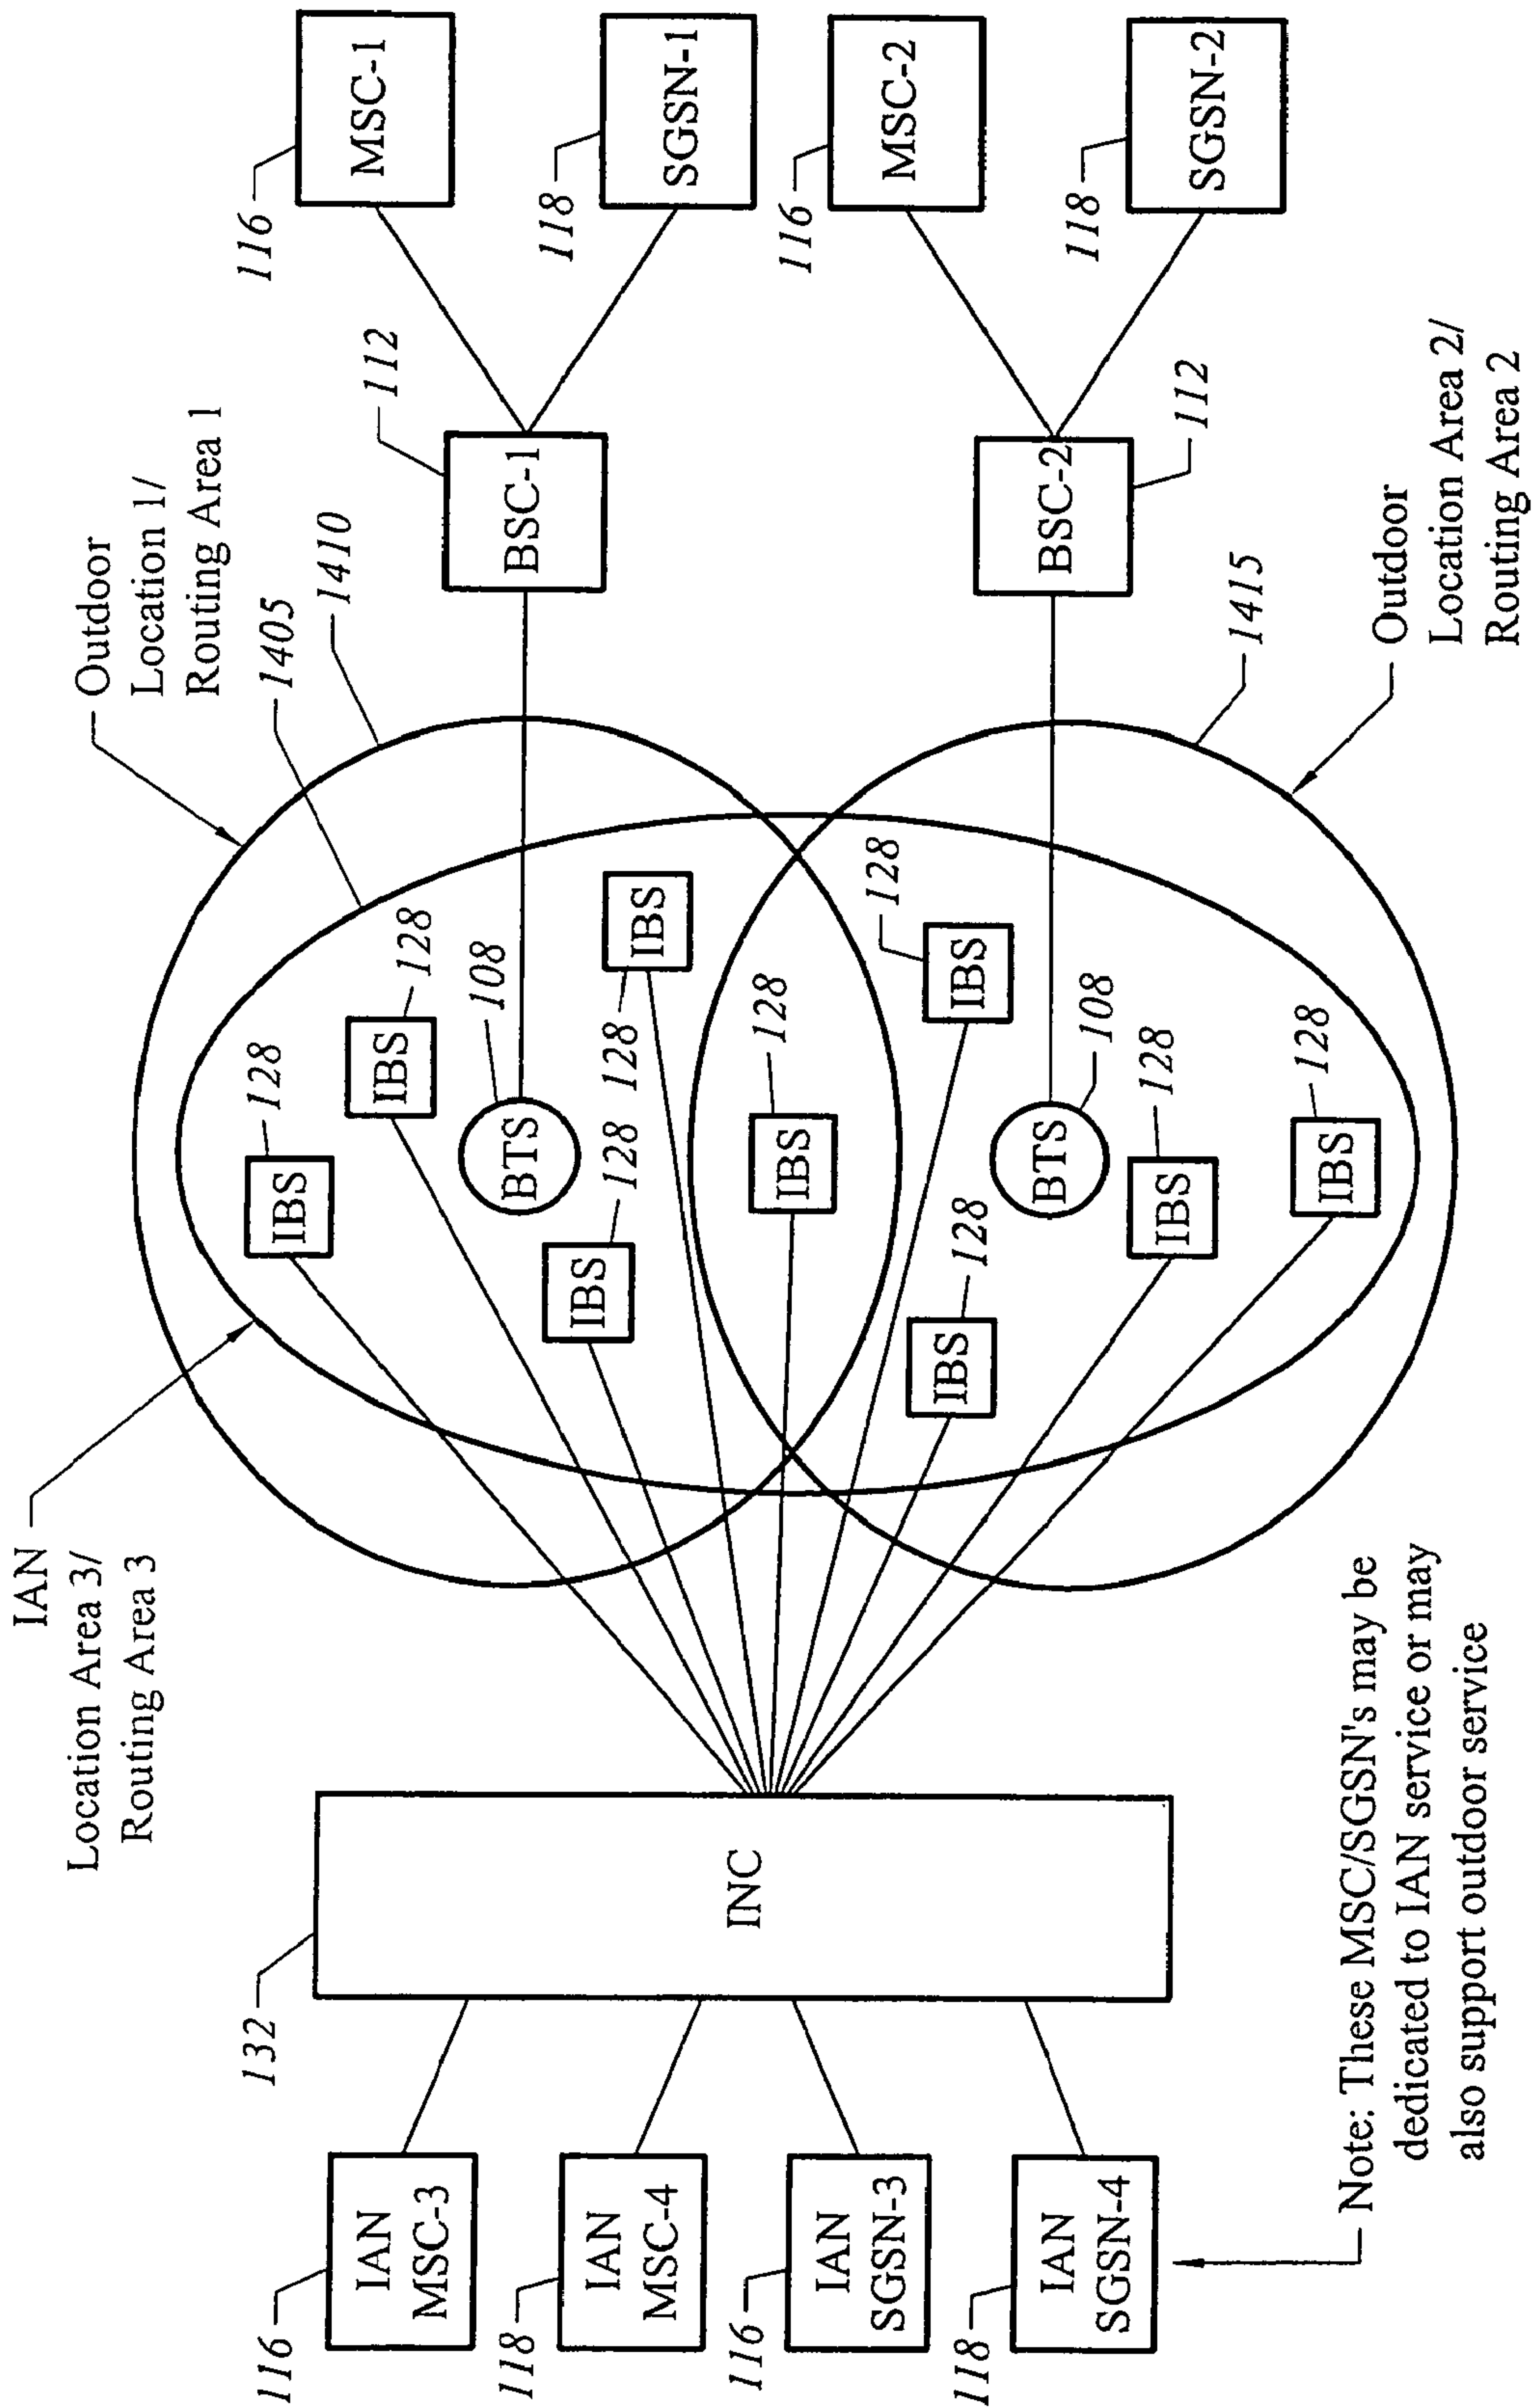 IAN
Location Area 3/
Routing Area 3
Outdoor
Location 1/
Routing Area 1
1405
1410
132
INC
116
IAN
MSC-3
118
IAN
MSC-4
116
IAN
SGSN-3
118
IAN
SGSN-4
IBS
128
IBS
128
BTS
108
IBS
128
IBS
128
IBS
128
IBS
128
IBS
128
BTS
108
IBS
128
IBS
128
BSC-1
112
MSC-1
116
SGSN-1
118
BSC-2
112
MSC-2
116
SGSN-2
118
1415
Outdoor
Location Area 2/
Routing Area 2
Note: These MSC/SGSN's may be
dedicated to IAN service or may
also support outdoor service